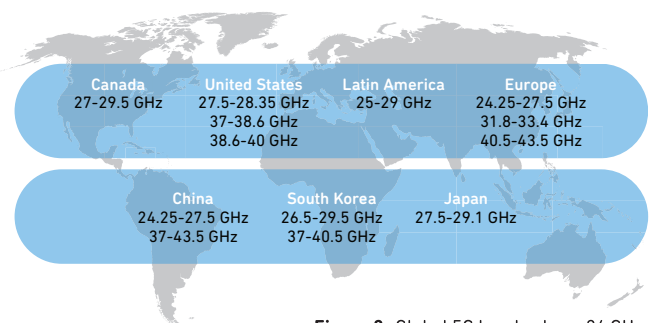 Canada
27-29.5 GHz
United States
27.5-28.35 GHz
37-38.6 GHz
38.6-40 GHz
Latin America
25-29 GHz
Europe
24.25-27.5 GHz
31.8-33.4 GHz
40.5-43.5 GHz
China
24.25-27.5 GHz
37-43.5 GHz
South Korea
26.5-29.5 GHz
37-40.5 GHz
Japan
27.5-29.1 GHz